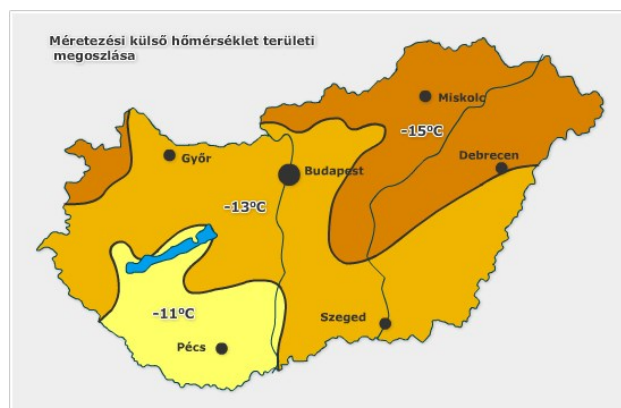 Méretezési külső hőmérséklet területi
megoszlása
Miskolc
-15°C
Győr
Debrecen
Budapest
-13°C
-11°C
Szeged
Pécs